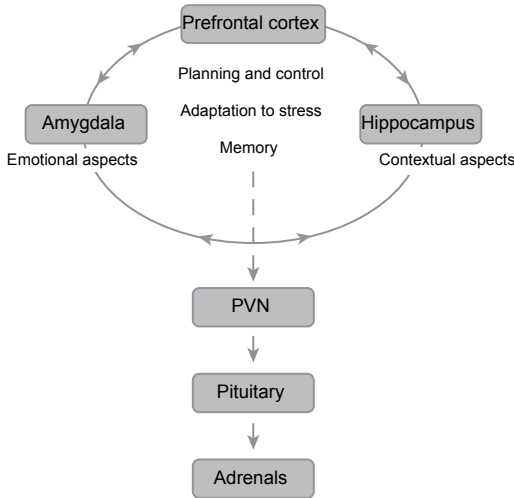 Prefrontal cortex
Planning and control
Adaptation to stress
Amygdala
Hippocampus
Memory
Emotional aspects
Contextual aspects
PVN
Pituitary
Adrenals